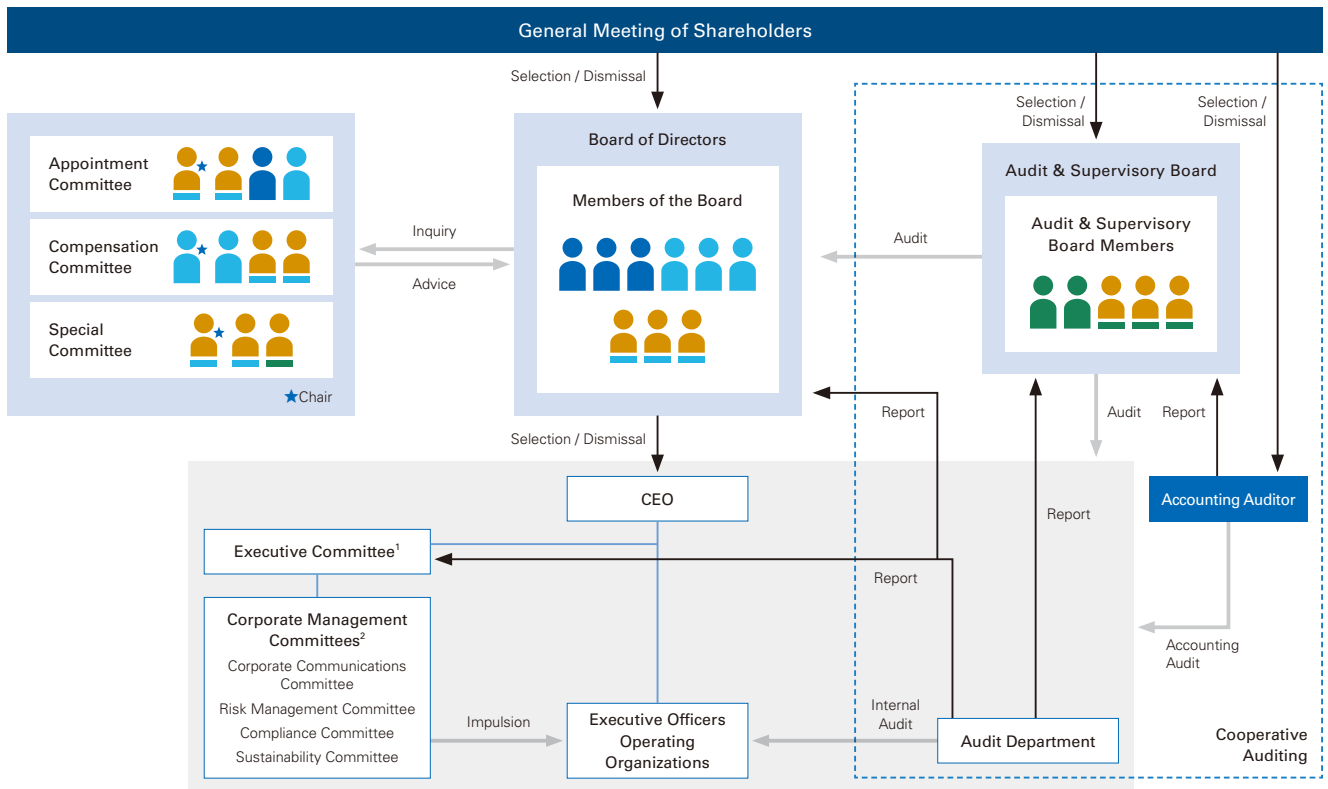 General Meeting of Shareholders
Selection / Dismissal
Selection /
Dismissal
Selection /
Dismissal
Appointment
Committee
Compensation
Committee
Special
Committee
★Chair
Inquiry
Advice
Board of Directors
Members of the Board
Audit
Audit & Supervisory Board
Audit & Supervisory
Board Members
Report
Audit
Report
Selection / Dismissal
CEO
Executive Committee¹
Report
Report
Accounting Auditor
Corporate Management
Committees²
Corporate Communications
Committee
Risk Management Committee
Compliance Committee
Sustainability Committee
Impulsion
Executive Officers
Operating
Organizations
Internal
Audit
Audit Department
Accounting
Audit
Cooperative
Auditing